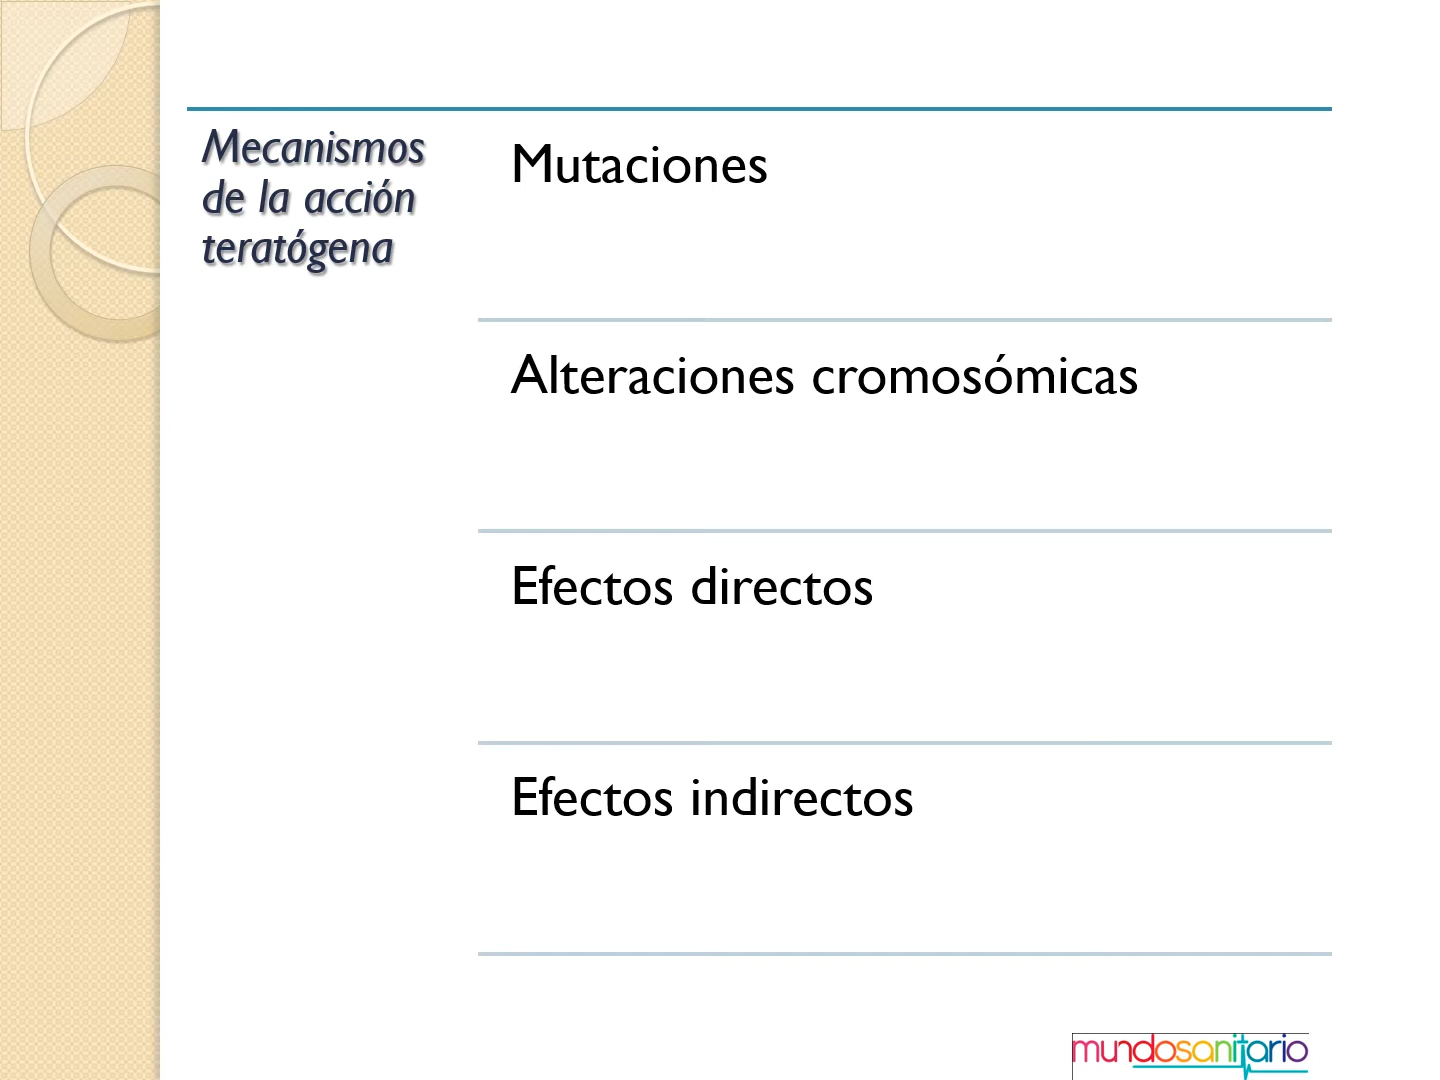 Mecanismos
de la acción
teratógena
Mutaciones
Alteraciones cromosómicas
Efectos directos
Efectos indirectos
mundosanitario